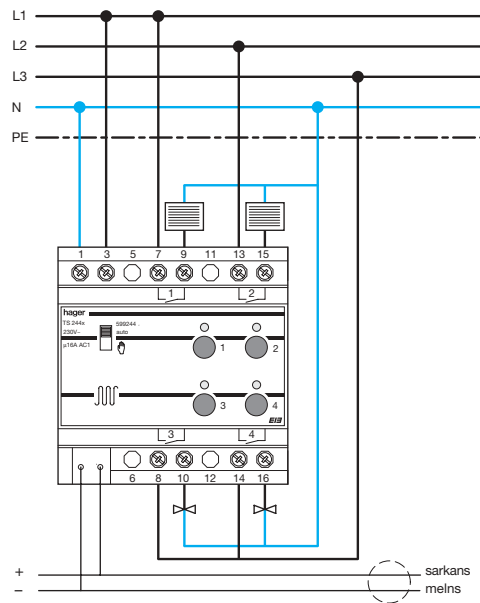 L1
L2
L3
N
PE
1 3 5 7 9 11 13 15
1 2
hager
TS 244x 599244 .
230V~ auto
µ16A AC1
1 2
3 4
EIB
3 4
6 8 10 12 14 16
+ sarkans
– melns